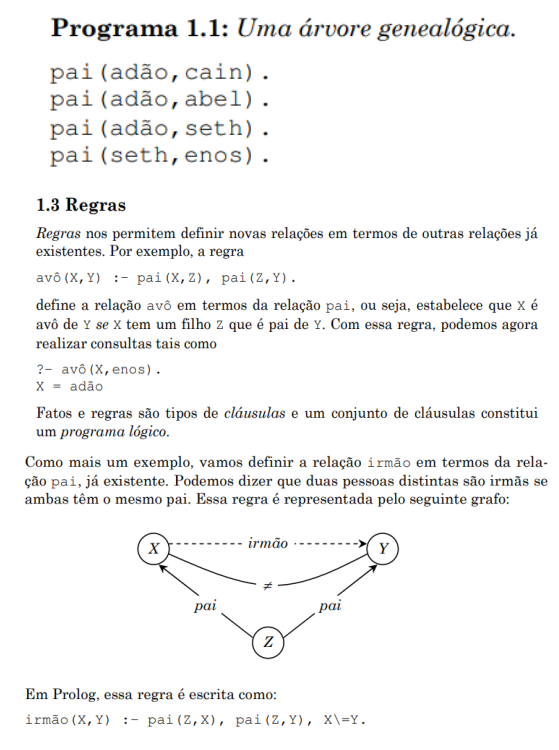 Programa 1.1: Uma árvore genealógica.
pai(adão,cain).
pai(adão,abel).
pai(adão,seth).
pai(seth,enos).
1.3 Regras
Regras nos permitem definir novas relações em termos de outras relações já
existentes. Por exemplo, a regra
avô(X,Y) :- pai(X,Z), pai(Z,Y).
define a relação avô em termos da relação pai, ou seja, estabelece que X é
avô de Y se X tem um filho Z que é pai de Y. Com essa regra, podemos agora
realizar consultas tais como
?- avô(X,enos).
X = adão
Fatos e regras são tipos de cláusulas e um conjunto de cláusulas constitui
um programa lógico.
Como mais um exemplo, vamos definir a relação irmão em termos da rela-
ção pai, já existente. Podemos dizer que duas pessoas distintas são irmãs se
ambas têm o mesmo pai. Essa regra é representada pelo seguinte grafo:
X irmão Y
≠
pai pai
Z
Em Prolog, essa regra é escrita como:
irmão(X,Y) :- pai(Z,X), pai(Z,Y), X\=Y.